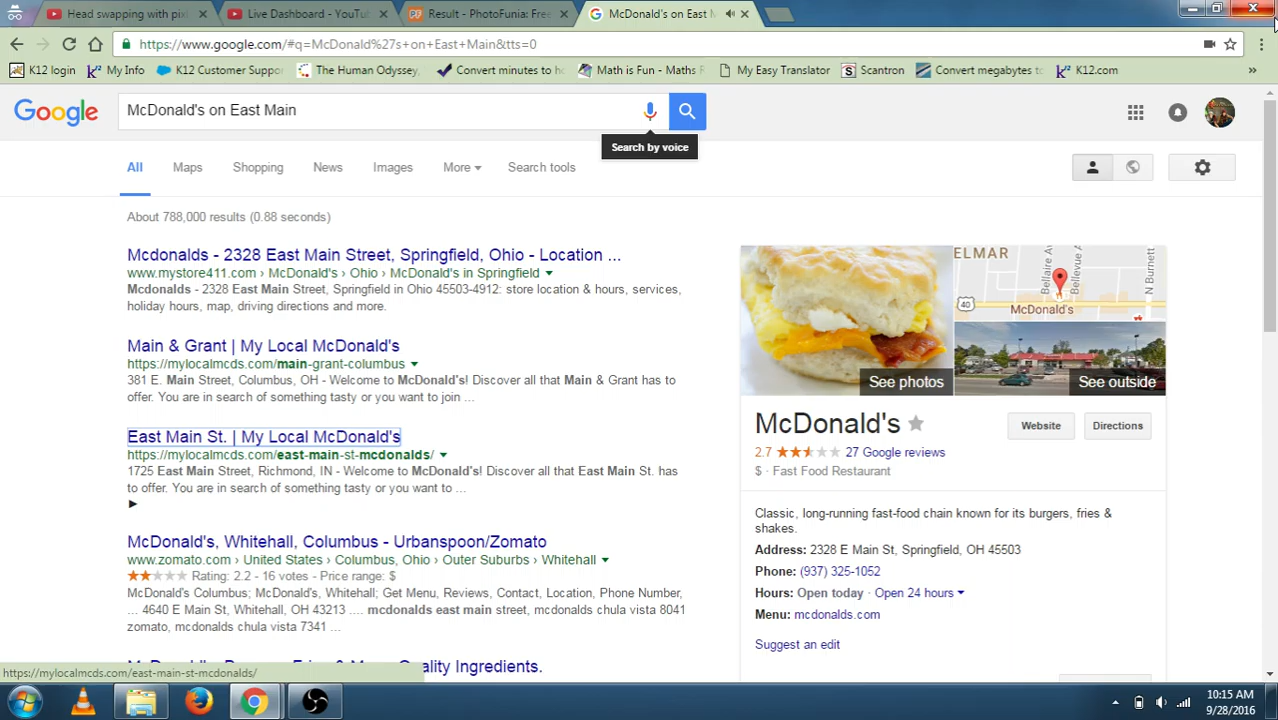 Head swapping with pixl
Live Dashboard - YouTu
Result - PhotoFunia: Free
McDonald's on East M
https://www.google.com/#q=McDonald%27s+on+East+Main&tts=0
K12 login
My Info
K12 Customer Suppo
The Human Odyssey,
Convert minutes to h
Math is Fun - Maths R
My Easy Translator
Scantron
Convert megabytes to
K12.com
»
Google
McDonald's on East Main
Search by voice
All
Maps
Shopping
News
Images
More
Search tools
About 788,000 results (0.88 seconds)
Mcdonalds - 2328 East Main Street, Springfield, Ohio - Location ...
www.mystore411.com › McDonald's › Ohio › McDonald's in Springfield
Mcdonalds - 2328 East Main Street, Springfield in Ohio 45503-4912: store location & hours, services,
holiday hours, map, driving directions and more.
Main & Grant | My Local McDonald's
https://mylocalmcds.com/main-grant-columbus
381 E. Main Street, Columbus, OH - Welcome to McDonald's! Discover all that Main & Grant has to
offer. You are in search of something tasty or you want to join ...
East Main St. | My Local McDonald's
https://mylocalmcds.com/east-main-st-mcdonalds/
1725 East Main Street, Richmond, IN - Welcome to McDonald's! Discover all that East Main St. has
to offer. You are in search of something tasty or you want to ...
McDonald's, Whitehall, Columbus - Urbanspoon/Zomato
www.zomato.com › United States › Columbus, Ohio › Outer Suburbs › Whitehall
Rating: 2.2 - 16 votes - Price range: $
McDonald's Columbus; McDonald's, Whitehall; Get Menu, Reviews, Contact, Location, Phone Number,
... 4640 E Main St, Whitehall, OH 43213 .... mcdonalds east main street, mcdonalds chula vista 8041
zomato, mcdonalds chula vista 7341 ...
Quality Ingredients.
https://mylocalmcds.com/east-main-st-mcdonalds/
ELMAR
Bellaire Av
Bellevue A
N Burnett
40
McDonald's
See photos
See outside
McDonald's
Website
Directions
2.7
27 Google reviews
$ · Fast Food Restaurant
Classic, long-running fast-food chain known for its burgers, fries &
shakes.
Address: 2328 E Main St, Springfield, OH 45503
Phone: (937) 325-1052
Hours: Open today · Open 24 hours
Menu: mcdonalds.com
Suggest an edit
10:15 AM
9/28/2016